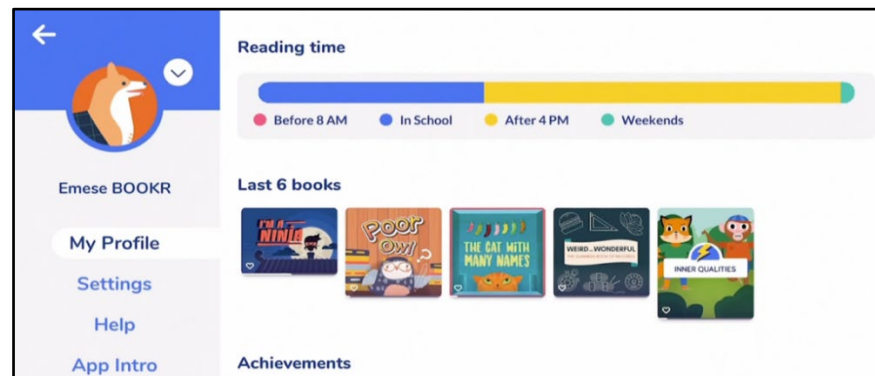 Reading time
Before 8 AM In School After 4 PM Weekends
Emese BOOKR
Last 6 books
I'M A
NINJA
Poor
Owl
THE CAT WITH
MANY NAMES
WEIRD...WONDERFUL
INNER QUALITIES
My Profile
Settings
Help
App Intro
Achievements